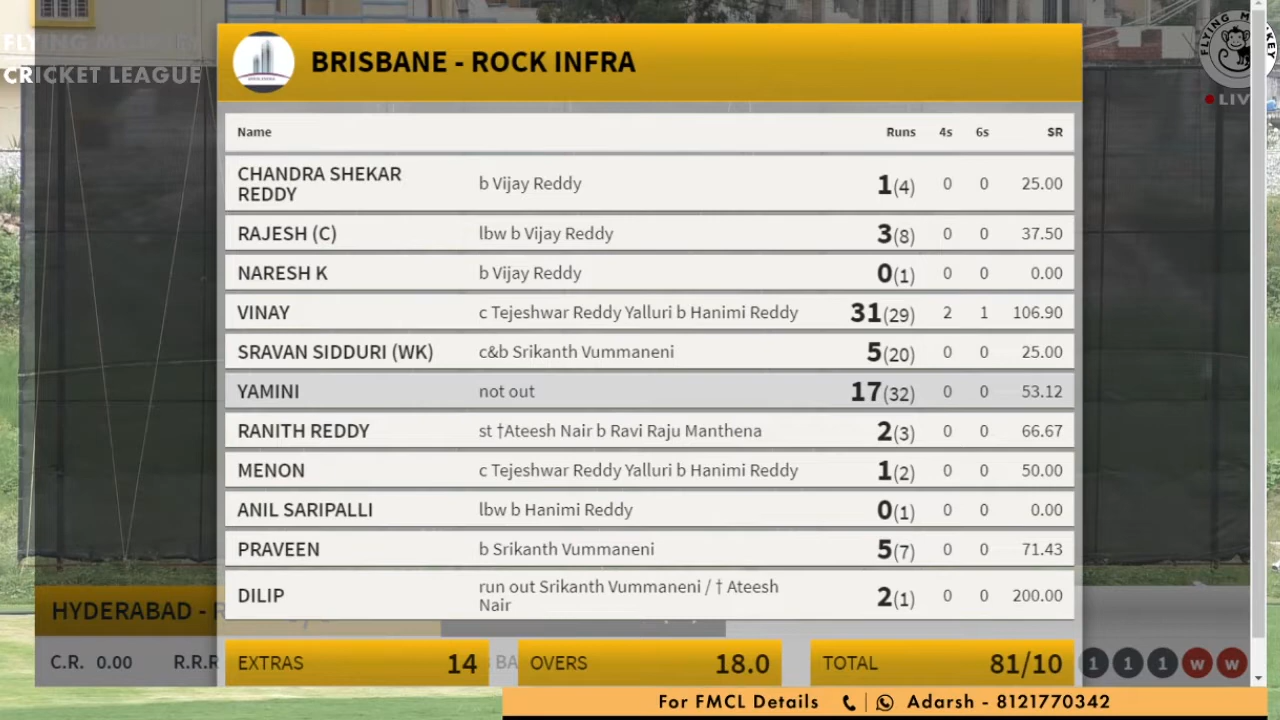 FLYING MONKEY
CRICKET LEAGUE
BRISBANE - ROCK INFRA
FLYING MONKEY
LIV
Name Runs 4s 6s SR
CHANDRA SHEKAR
REDDY
b Vijay Reddy 1(4) 0 0 25.00
RAJESH (C) lbw b Vijay Reddy 3(8) 0 0 37.50
NARESH K b Vijay Reddy 0(1) 0 0 0.00
VINAY c Tejeshwar Reddy Yalluri b Hanimi Reddy 31(29) 2 1 106.90
SRAVAN SIDDURI (WK) c&b Srikanth Vummaneni 5(20) 0 0 25.00
YAMINI not out 17(32) 0 0 53.12
RANITH REDDY st †Ateesh Nair b Ravi Raju Manthena 2(3) 0 0 66.67
MENON c Tejeshwar Reddy Yalluri b Hanimi Reddy 1(2) 0 0 50.00
ANIL SARIPALLI lbw b Hanimi Reddy 0(1) 0 0 0.00
PRAVEEN b Srikanth Vummaneni 5(7) 0 0 71.43
DILIP run out Srikanth Vummaneni / † Ateesh
Nair 2(1) 0 0 200.00
HYDERABAD - R
C.R. 0.00 R.R.R EXTRAS 14 BA OVERS 18.0 TOTAL 81/10 1 1 1 W W
For FMCL Details Adarsh - 8121770342